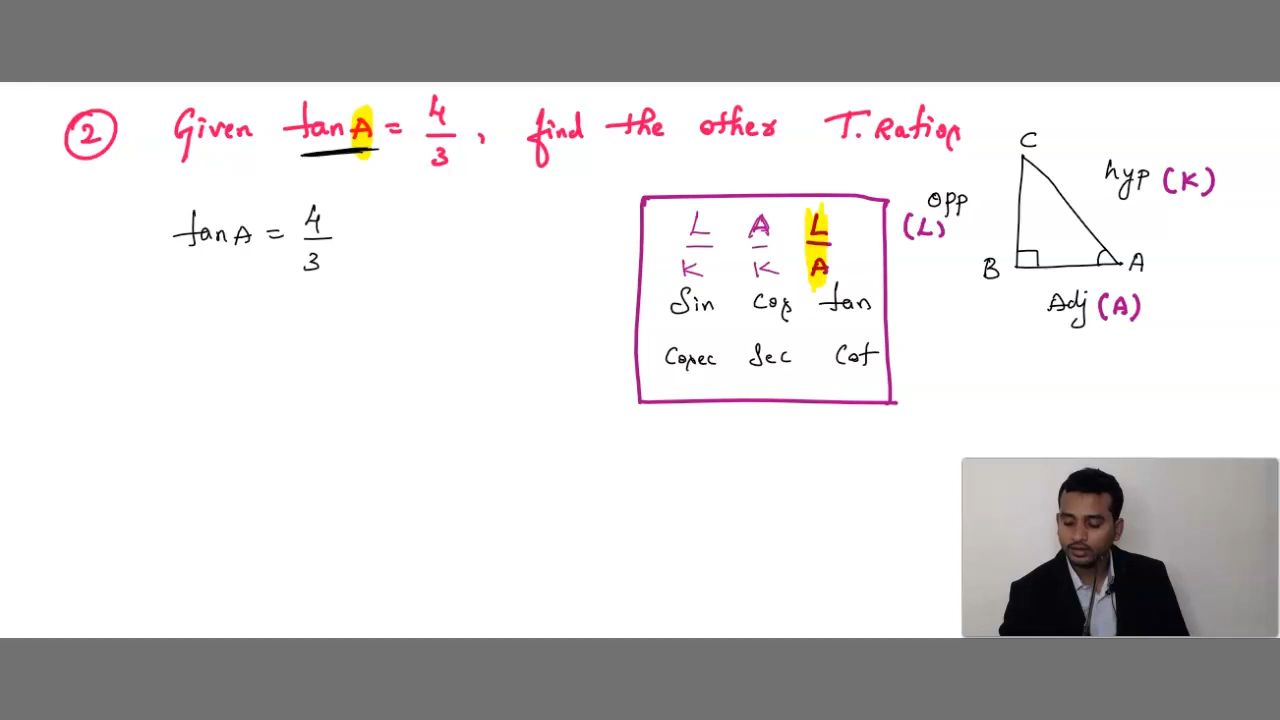 2 Given tan A = 4/3 , find the other T. Ratios
tan A = 4/3
L/K A/K L/A
Sin Cos tan
Cosec Sec Cot
C
hyp (K)
opp
(L)
B
A
Adj (A)